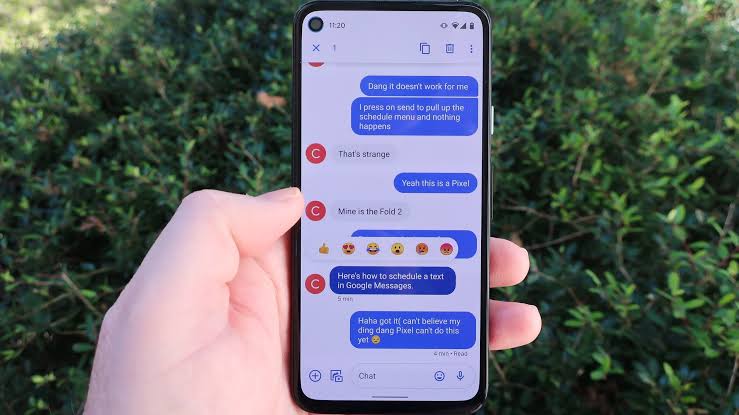 11:20
1
Dang it doesn't work for me
I press on send to pull up the
schedule menu and nothing
happens
C
That's strange
Yeah this is a Pixel
C
Mine is the Fold 2
C
Here's how to schedule a text
in Google Messages.
5 min
Haha got it( can't believe my
ding dang Pixel can't do this
yet 😔
4 min • Read
Chat